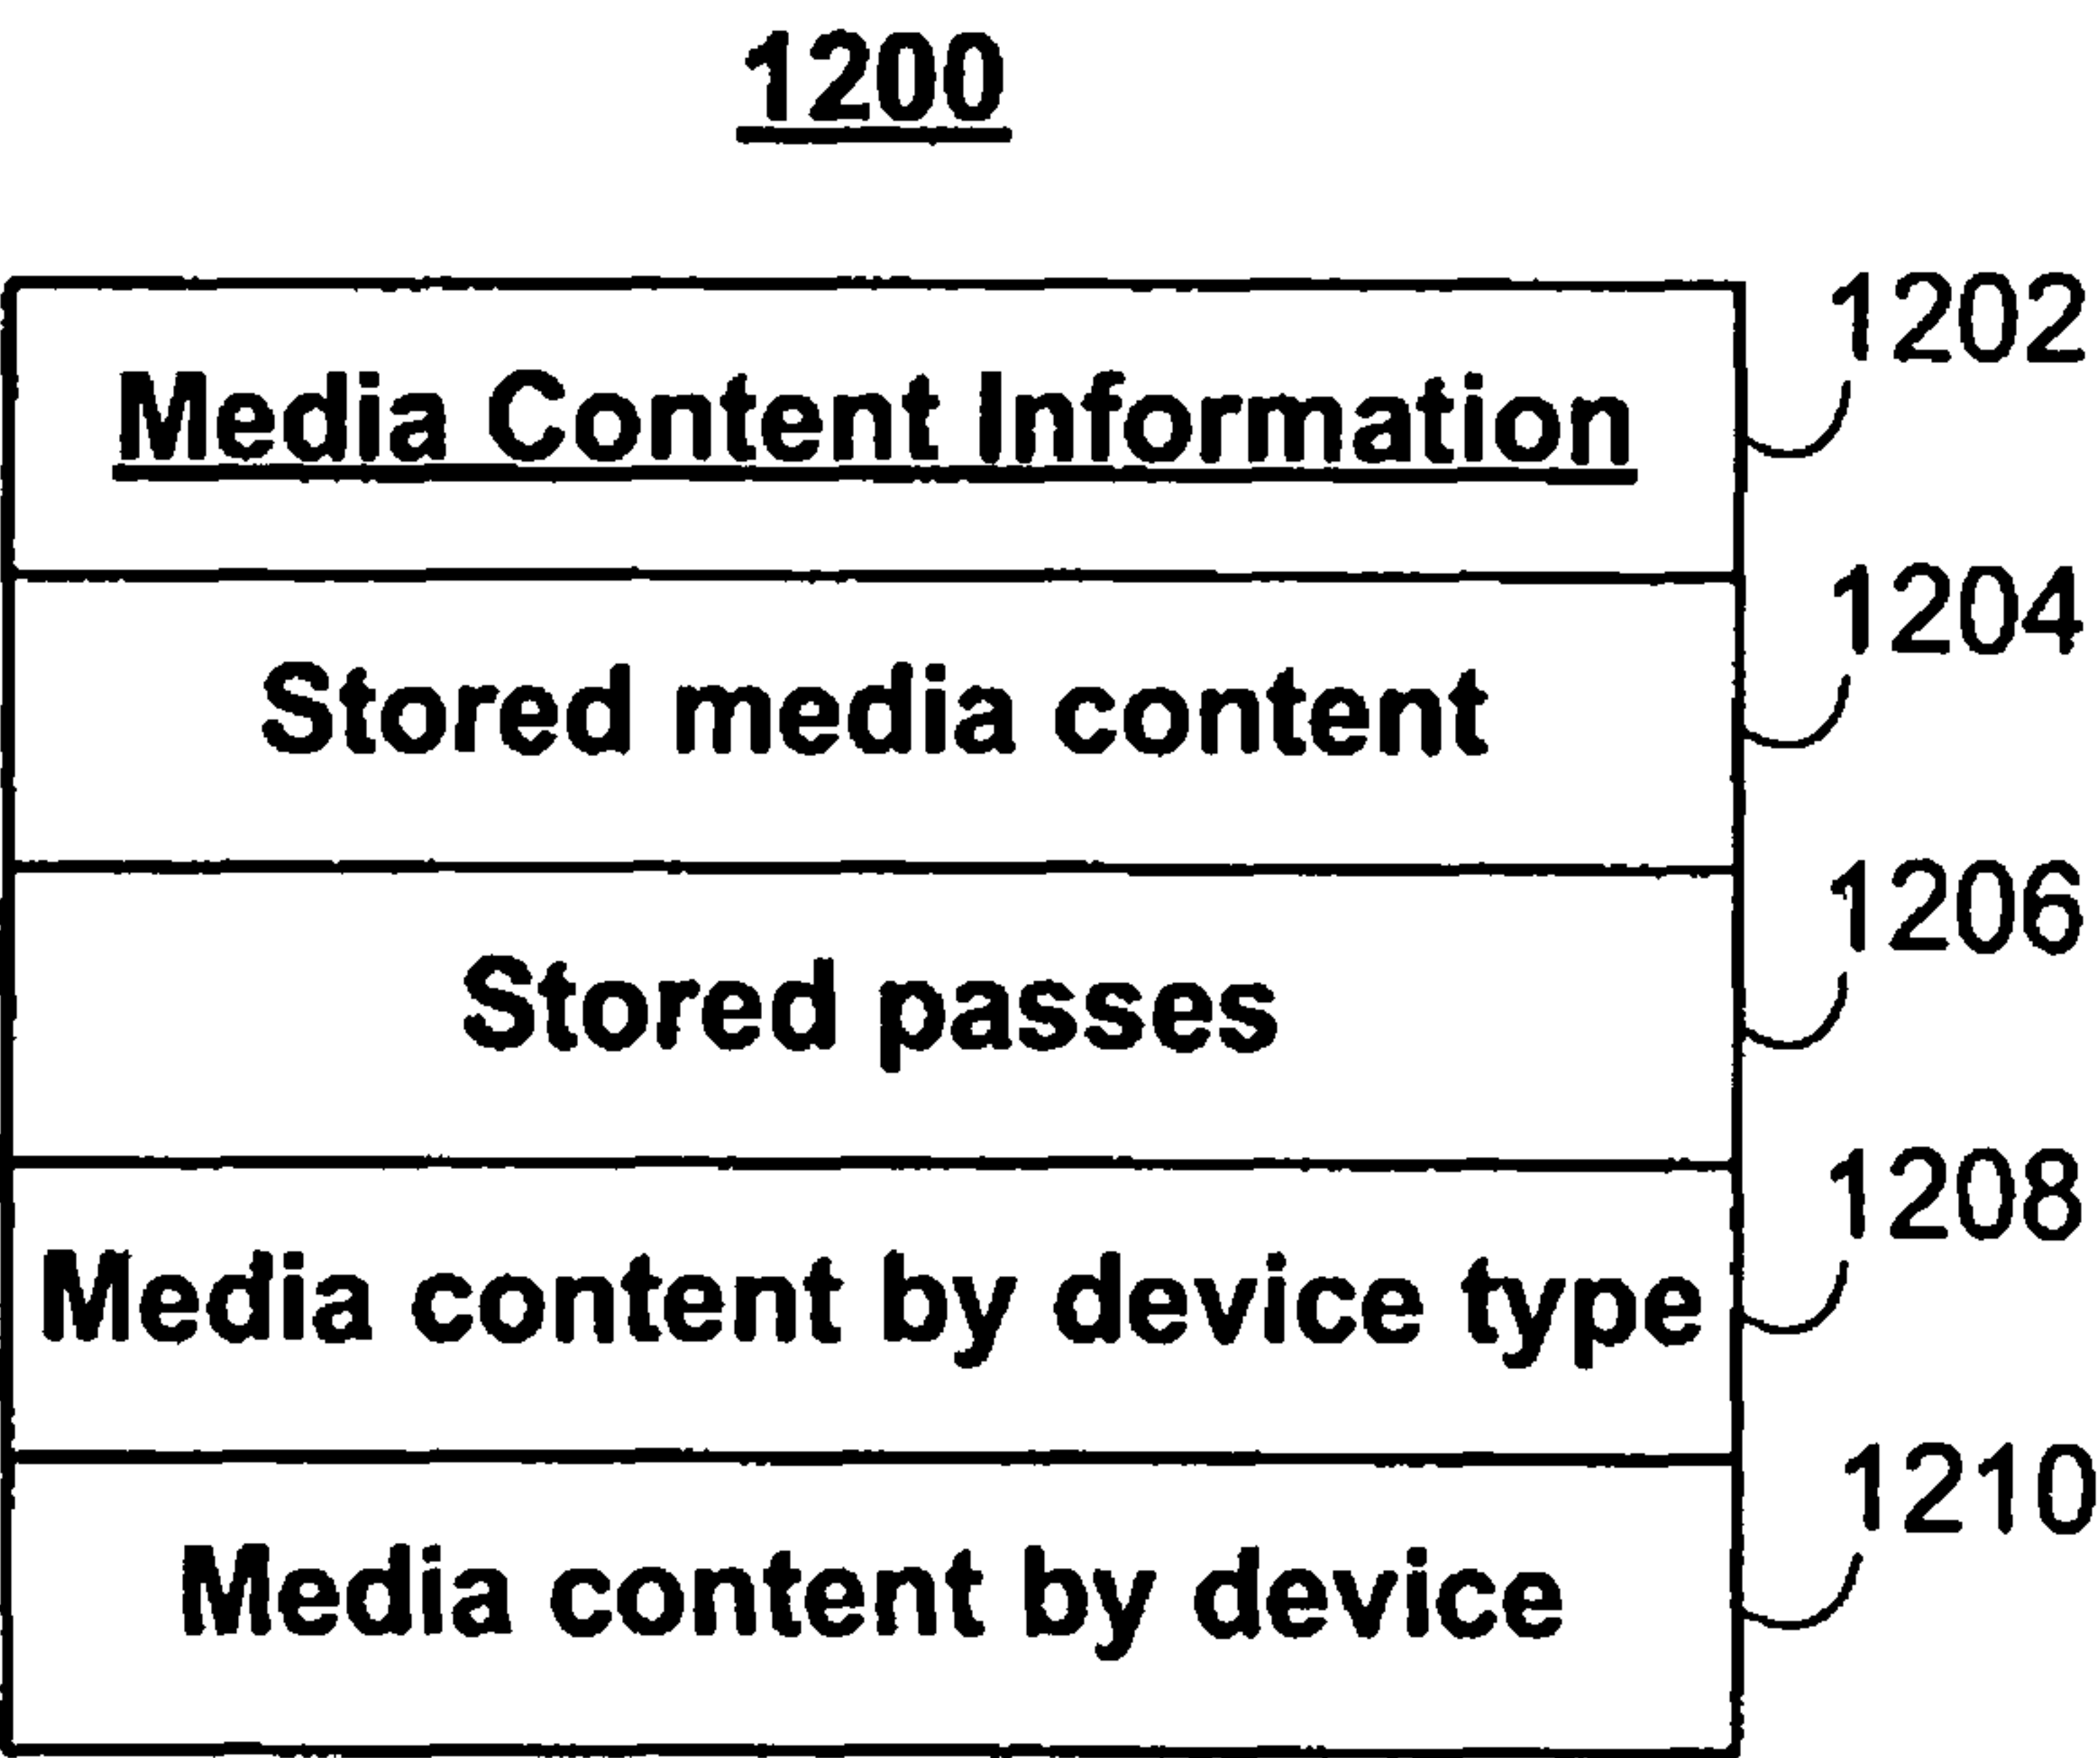 1200
1202
Media Content Information
1204
Stored media content
1206
Stored passes
1208
Media content by device type
1210
Media content by device